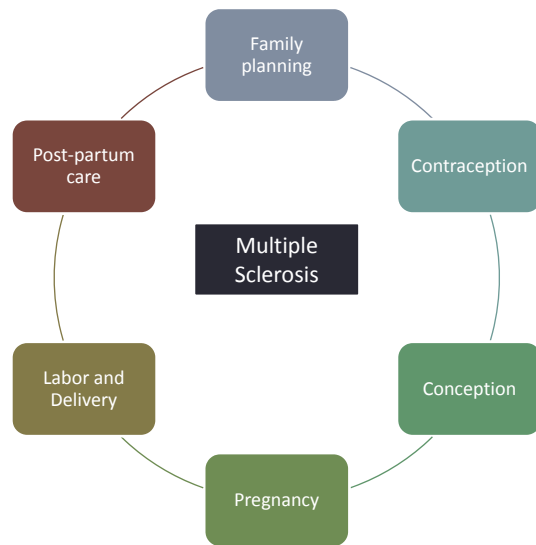 Family
planning
Contraception
Conception
Pregnancy
Labor and
Delivery
Post-partum
care
Multiple
Sclerosis